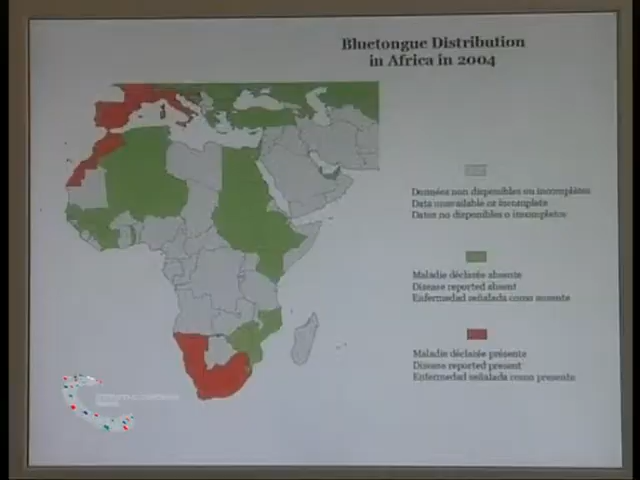 Bluetongue Distribution
in Africa in 2004
Données non disponibles ou incomplètes
Data unavailable or incomplete
Datos no disponibles o incompletos
Maladie déclarée absente
Disease reported absent
Enfermedad señalada como ausente
Maladie déclarée présente
Disease reported present
Enfermedad señalada como presente